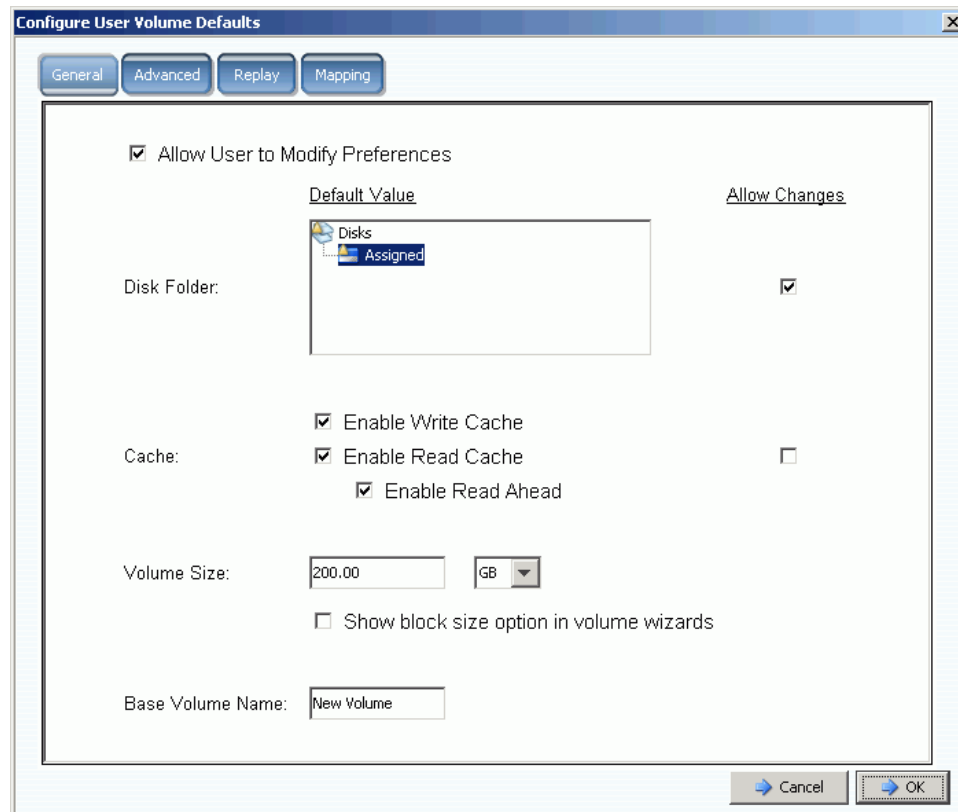 Configure User Volume Defaults
General Advanced Replay Mapping
Allow User to Modify Preferences
Default Value Allow Changes
Disks
Assigned
Disk Folder:
Enable Write Cache
Cache: Enable Read Cache
Enable Read Ahead
Volume Size: 200.00 GB
Show block size option in volume wizards
Base Volume Name: New Volume
Cancel OK